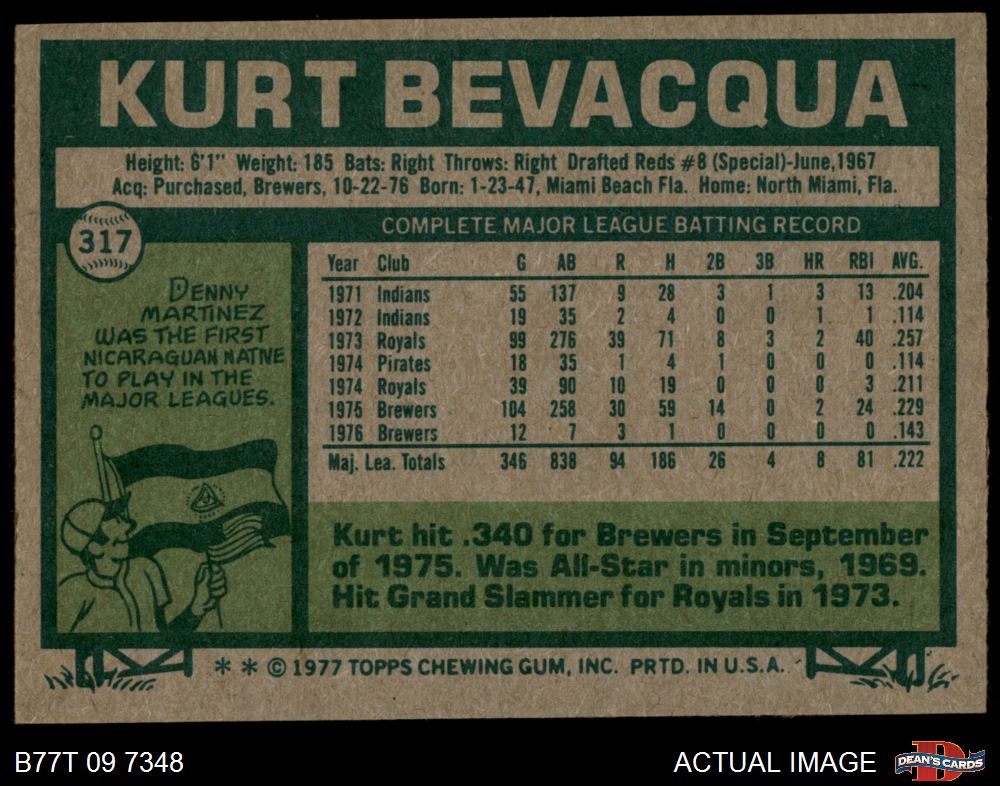 KURT BEVACQUA
Height: 6'1" Weight: 185 Bats: Right Throws: Right Drafted Reds #8 (Special)-June,1967
Acq: Purchased, Brewers, 10-22-76 Born: 1-23-47, Miami Beach Fla. Home: North Miami, Fla.
317
DENNY
MARTINEZ
WAS THE FIRST
NICARAGUAN NATIVE
TO PLAY IN THE
MAJOR LEAGUES.
COMPLETE MAJOR LEAGUE BATTING RECORD
Year Club G AB R H 2B 3B HR RBI AVG.
1971 Indians 55 137 9 28 3 1 3 13 .204
1972 Indians 19 35 2 4 0 0 1 1 .114
1973 Royals 99 276 39 71 8 3 2 40 .257
1974 Pirates 18 35 1 4 1 0 0 0 .114
1974 Royals 39 90 10 19 0 0 0 3 .211
1975 Brewers 104 258 30 59 14 0 2 24 .229
1976 Brewers 12 7 3 1 0 0 0 0 .143
Maj. Lea. Totals 346 838 94 186 26 4 8 81 .222
Kurt hit .340 for Brewers in September
of 1975. Was All-Star in minors, 1969.
Hit Grand Slammer for Royals in 1973.
* * © 1977 TOPPS CHEWING GUM, INC. PRTD. IN U.S.A.
B77T 09 7348
ACTUAL IMAGE
D
DEAN'S CARDS